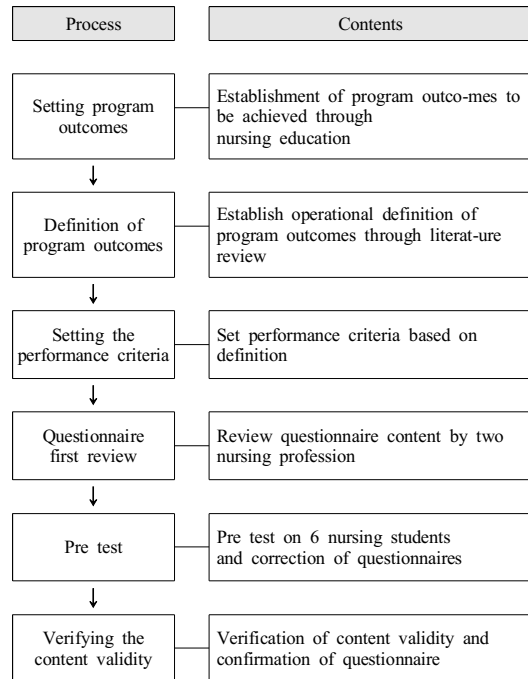 Process
Contents
Setting program
outcomes
Establishment of program outco-mes to
be achieved through
nursing education
Definition of
program outcomes
Establish operational definition of
program outcomes through literat-ure
review
Setting the
performance criteria
Set performance criteria based on
definition
Questionnaire
first review
Review questionnaire content by two
nursing profession
Pre test
Pre test on 6 nursing students
and correction of questionnaires
Verifying the
content validity
Verification of content validity and
confirmation of questionnaire